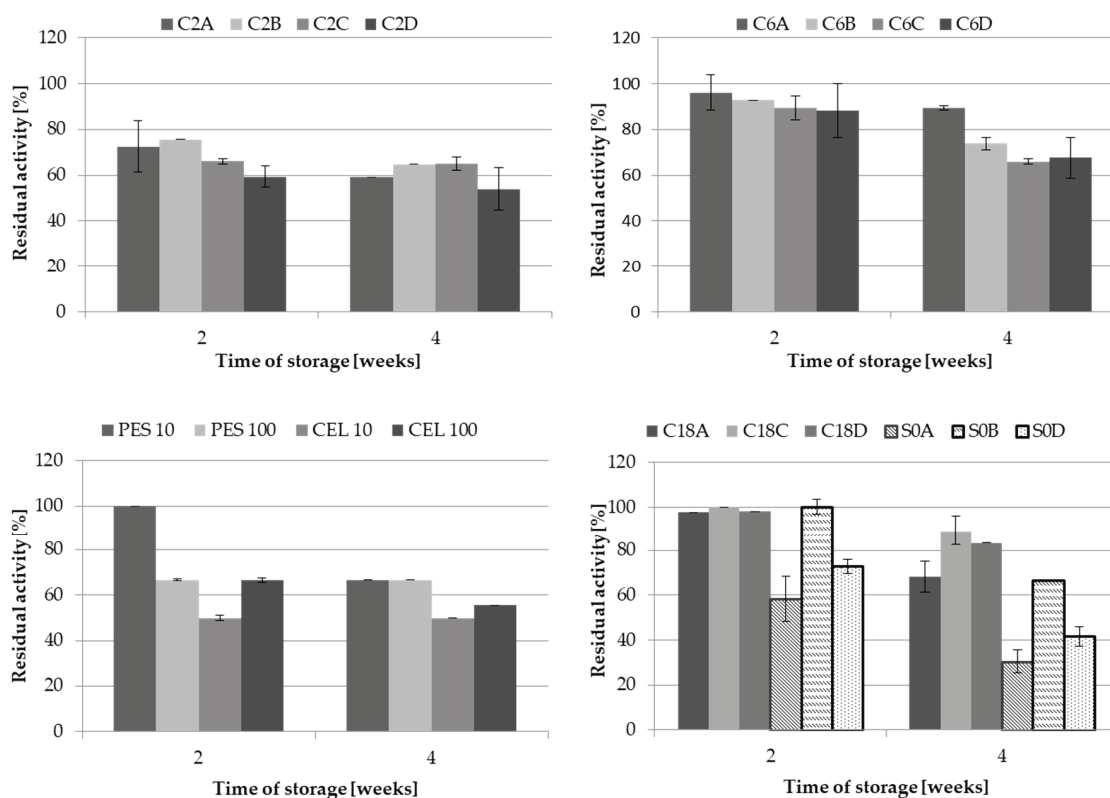 C2A C2B C2C C2D
120
100
80
60
40
20
0
Residual activity [%]
2 4
Time of storage [weeks]
C6A C6B C6C C6D
120
100
80
60
40
20
0
Residual activity [%]
2 4
Time of storage [weeks]
PES 10 PES 100 CEL 10 CEL 100
120
100
80
60
40
20
0
Residual activity [%]
2 4
Time of storage [weeks]
C18A C18C C18D S0A S0B S0D
120
100
80
60
40
20
0
Residual activity [%]
2 4
Time of storage [weeks]